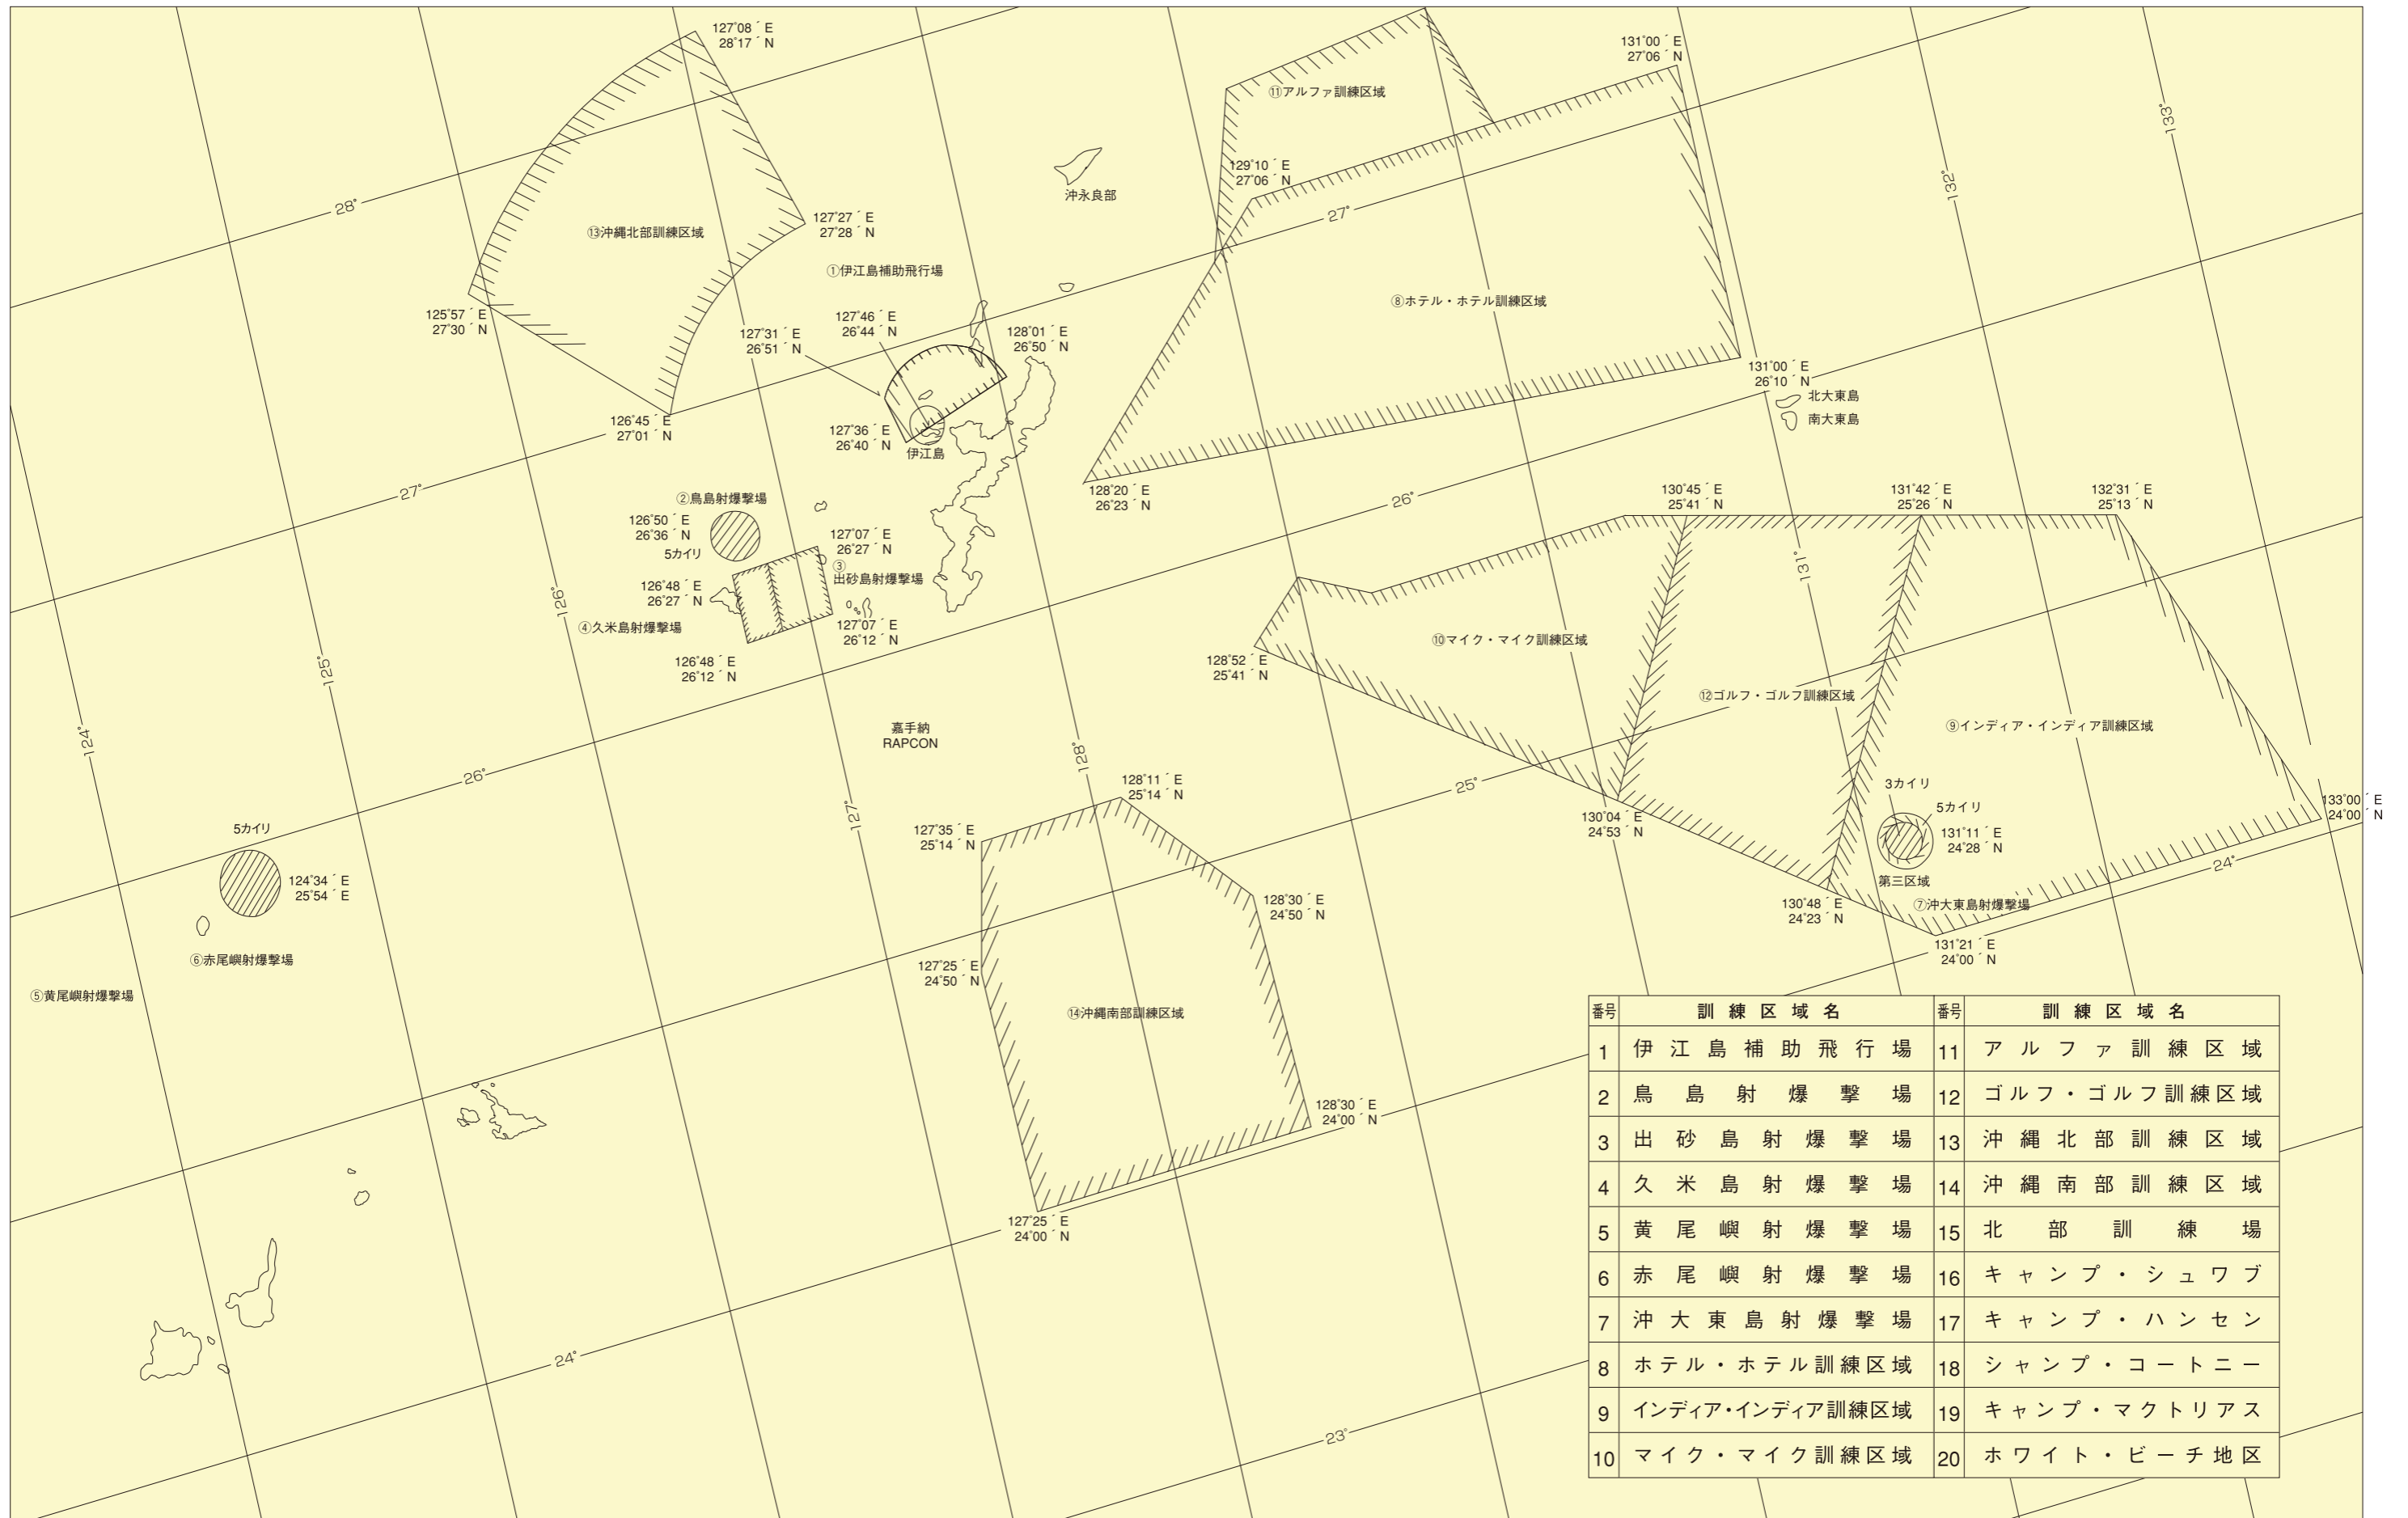 127°08´E
28°17´N
131°00´E
27°06´N
⑪アルファ訓練区域
133°
129°10´E
27°06´N
132°
沖永良部
28°
127°27´E
27°28´N
27°
⑬沖縄北部訓練区域
①伊江島補助飛行場
⑧ホテル・ホテル訓練区域
125°57´E
27°30´N
127°46´E
26°44´N
127°31´E
26°51´N
128°01´E
26°50´N
131°00´E
26°10´N
北大東島
南大東島
126°45´E
27°01´N
127°36´E
26°40´N
伊江島
27°
②鳥島射爆撃場
128°20´E
26°23´N
26°
130°45´E
25°41´N
131°42´E
25°26´N
132°31´E
25°13´N
126°50´E
26°36´N
5カイリ
127°07´E
26°27´N
③
出砂島射爆撃場
131°
126°48´E
26°27´N
126°
④久米島射爆撃場
127°07´E
26°12´N
⑩マイク・マイク訓練区域
126°48´E
26°12´N
128°52´E
25°41´N
125°
⑫ゴルフ・ゴルフ訓練区域
⑨インディア・インディア訓練区域
嘉手納
RAPCON
124°
128°
26°
128°11´E
25°14´N
25°
3カイリ
5カイリ
133°00´E
24°00´N
127°
5カイリ
127°35´E
25°14´N
130°04´E
24°53´N
131°11´E
24°28´N
24°
124°34´E
25°54´E
第三区域
128°30´E
24°50´N
130°48´E
24°23´N
⑦沖大東島射爆撃場
131°21´E
24°00´N
⑥赤尾嶼射爆撃場
127°25´E
24°50´N
⑤黄尾嶼射爆撃場
⑭沖縄南部訓練区域
128°30´E
24°00´N
127°25´E
24°00´N
24°
23°
番号 訓練区域名 番号 訓練区域名
1 伊江島補助飛行場 11 アルファ訓練区域
2 鳥島射爆撃場 12 ゴルフ・ゴルフ訓練区域
3 出砂島射爆撃場 13 沖縄北部訓練区域
4 久米島射爆撃場 14 沖縄南部訓練区域
5 黄尾嶼射爆撃場 15 北部訓練場
6 赤尾嶼射爆撃場 16 キャンプ・シュワブ
7 沖大東島射爆撃場 17 キャンプ・ハンセン
8 ホテル・ホテル訓練区域 18 シャンプ・コートニー
9 インディア・インディア訓練区域 19 キャンプ・マクトリアス
10 マイク・マイク訓練区域 20 ホワイト・ビーチ地区